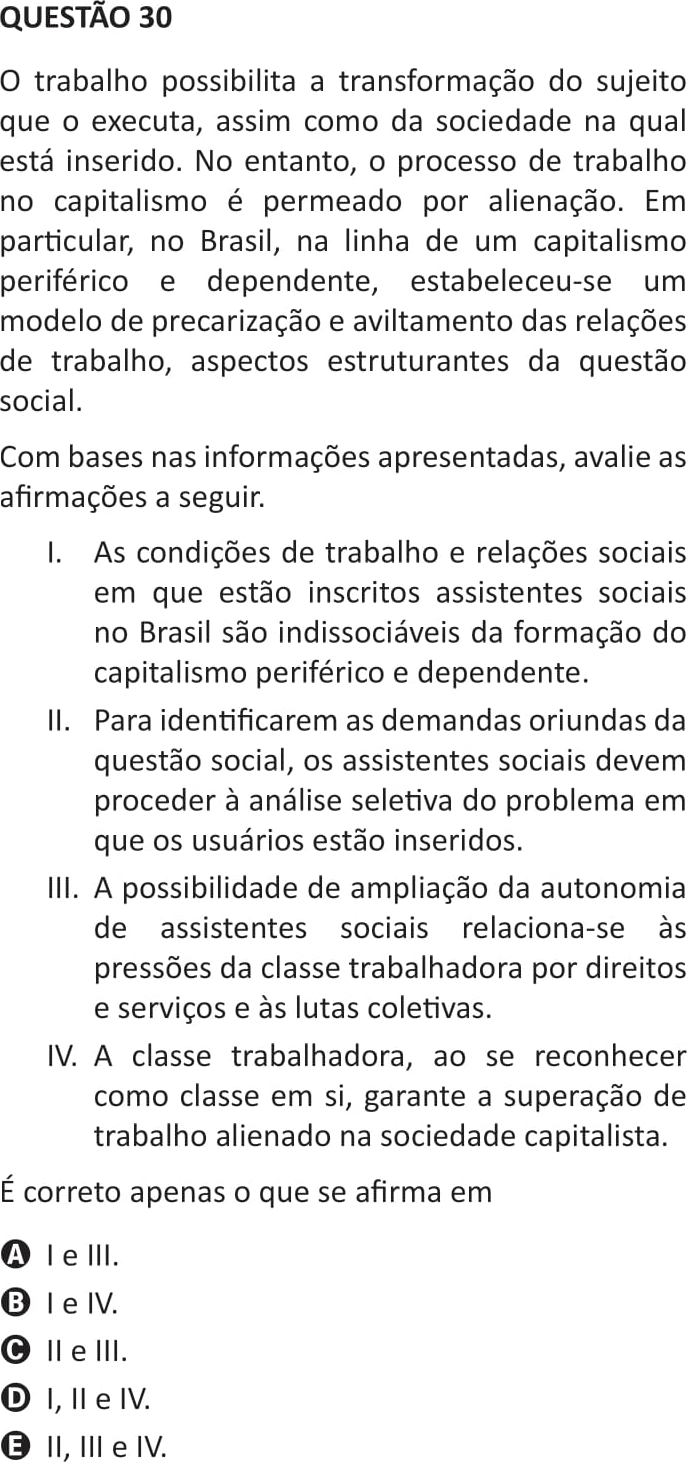 QUESTÃO 30
O trabalho possibilita a transformação do sujeito
que o executa, assim como da sociedade na qual
está inserido. No entanto, o processo de trabalho
no capitalismo é permeado por alienação. Em
particular, no Brasil, na linha de um capitalismo
periférico e dependente, estabeleceu-se um
modelo de precarização e aviltamento das relações
de trabalho, aspectos estruturantes da questão
social.
Com bases nas informações apresentadas, avalie as
afirmações a seguir.
I. As condições de trabalho e relações sociais
em que estão inscritos assistentes sociais
no Brasil são indissociáveis da formação do
capitalismo periférico e dependente.
II. Para identificarem as demandas oriundas da
questão social, os assistentes sociais devem
proceder à análise seletiva do problema em
que os usuários estão inseridos.
III. A possibilidade de ampliação da autonomia
de assistentes sociais relaciona-se às
pressões da classe trabalhadora por direitos
e serviços e às lutas coletivas.
IV. A classe trabalhadora, ao se reconhecer
como classe em si, garante a superação de
trabalho alienado na sociedade capitalista.
É correto apenas o que se afirma em
A I e III.
B I e IV.
C II e III.
D I, II e IV.
E II, III e IV.